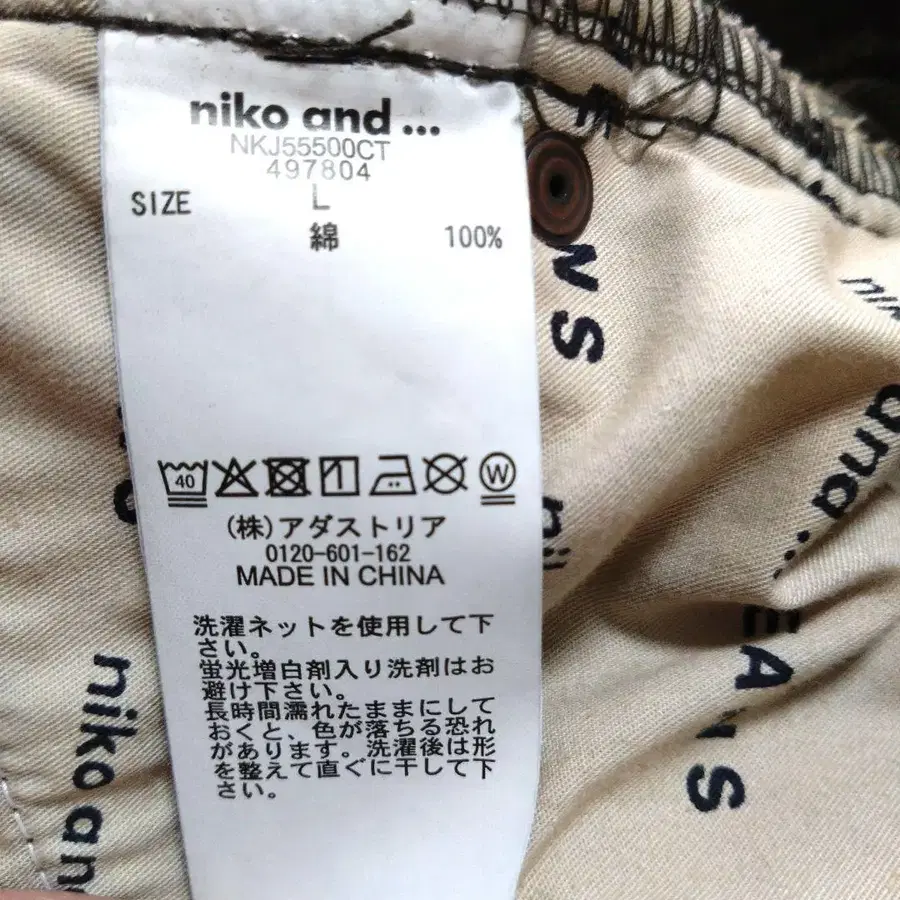 niko and ...
NKJ55500CT
497804
SIZE L
綿 100%
40
W
(株)アダストリア
0120-601-162
MADE IN CHINA
洗濯ネットを使用して下
さい。
蛍光増白剤入り洗剤はお
避け下さい。
長時間濡れたままにして
おくと、色が落ちる恐れ
があります。洗濯後は形
を整えて直ぐに干して下
さい。
niko and
and ...